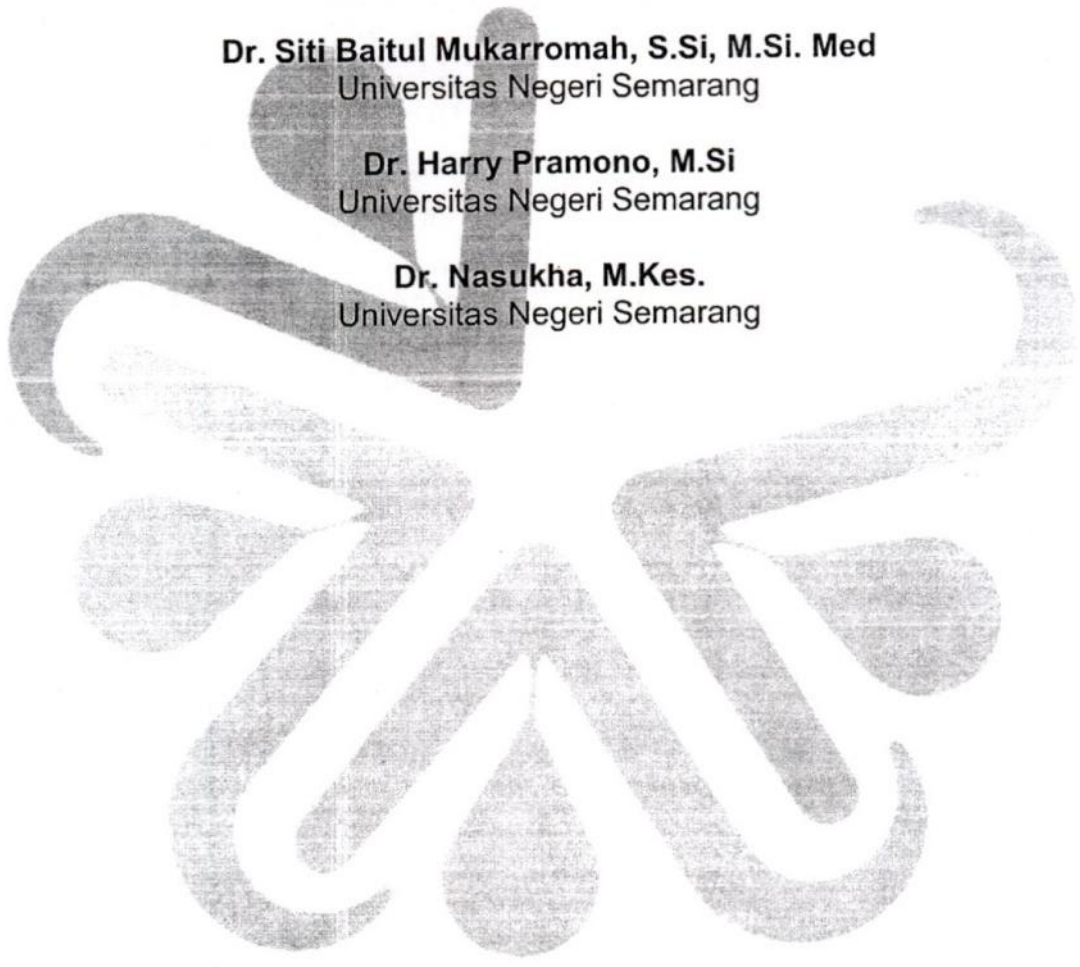 Dr. Siti Baitul Mukarromah, S.Si, M.Si. Med
Universitas Negeri Semarang
Dr. Harry Pramono, M.Si
Universitas Negeri Semarang
Dr. Nasukha, M.Kes.
Universitas Negeri Semarang